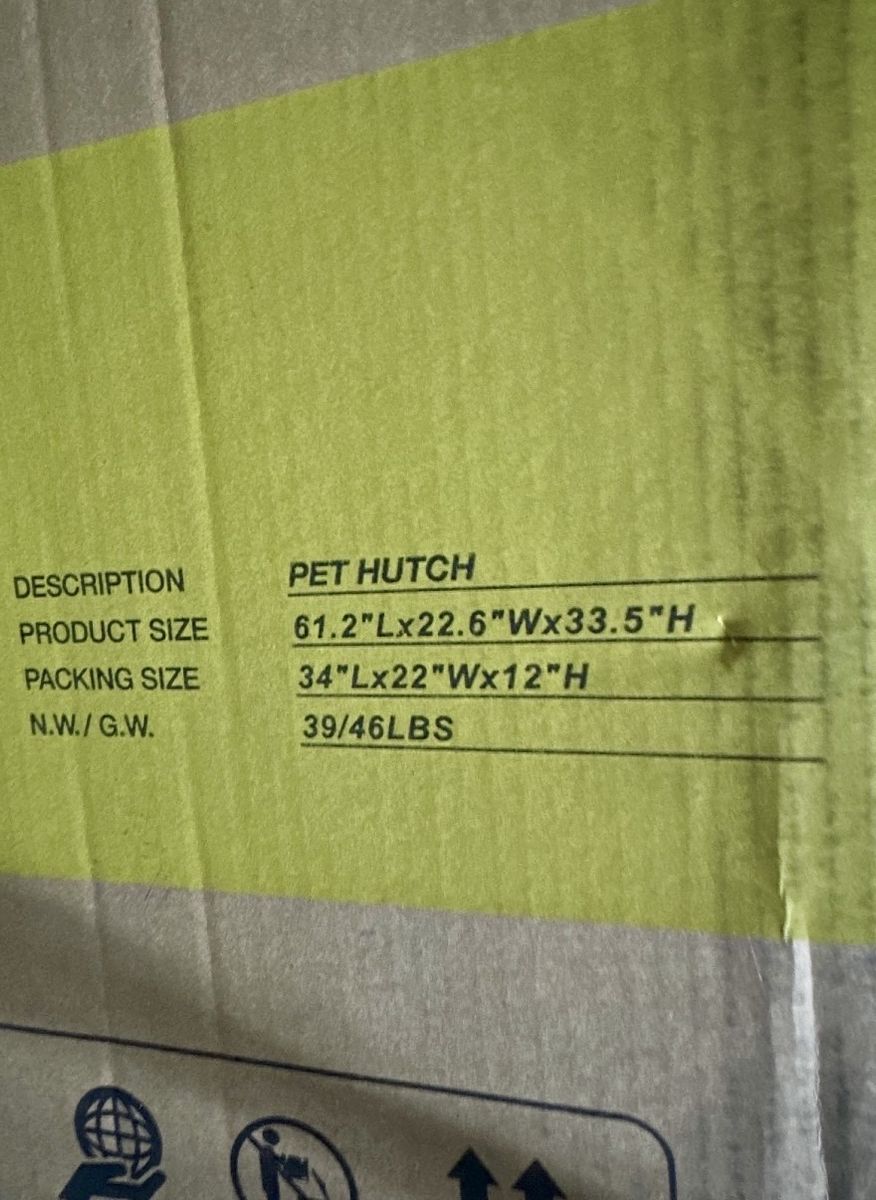 DESCRIPTION PET HUTCH
PRODUCT SIZE 61.2"Lx22.6"Wx33.5"H
PACKING SIZE 34"Lx22"Wx12"H
N.W./ G.W. 39/46LBS